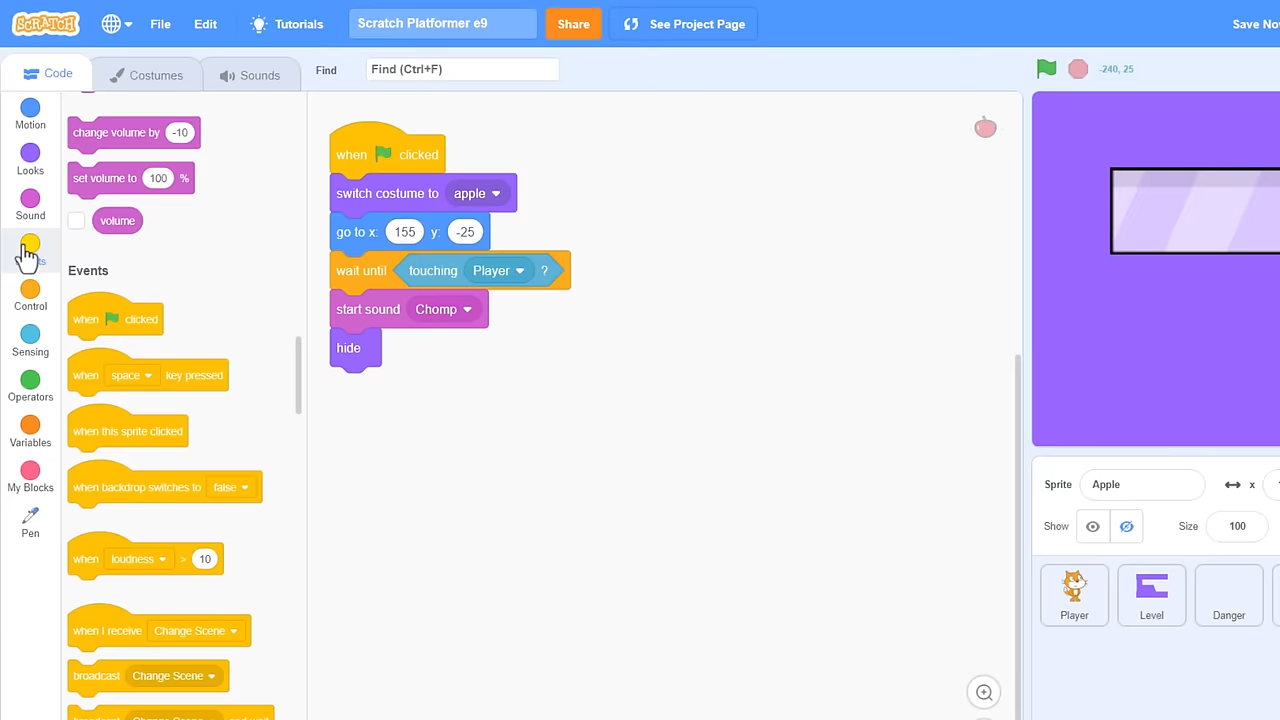 SCRATCH File Edit Tutorials Scratch Platformer e9 Share See Project Page Save No
Code Costumes Sounds Find Find (Ctrl+F) -240, 25
Motion
Looks
Sound
Control
Sensing
Operators
Variables
My Blocks
Pen
change volume by -10
set volume to 100 %
volume
Events
when clicked
when space key pressed
when this sprite clicked
when backdrop switches to false
when loudness > 10
when I receive Change Scene
broadcast Change Scene
when clicked
switch costume to apple
go to x: 155 y: -25
wait until touching Player ?
start sound Chomp
hide
Sprite Apple x
Show Size 100
Player Level Danger